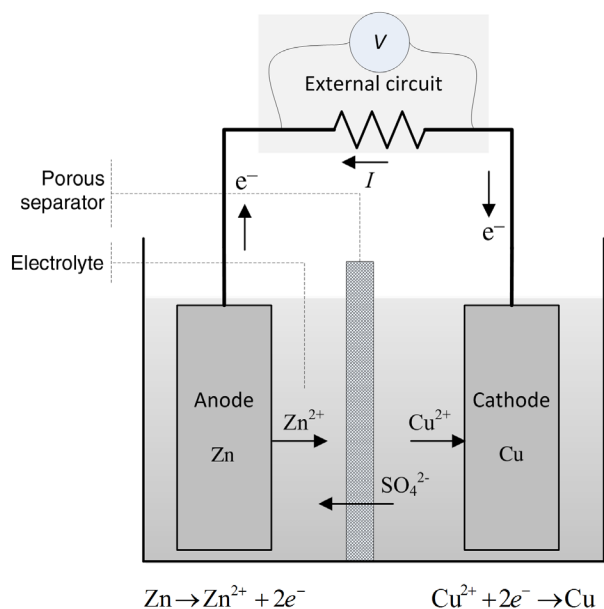 V
External circuit
I
Porous
separator
e⁻
e⁻
Electrolyte
Anode
Zn
Zn²⁺
Cu²⁺
Cathode
Cu
SO₄²⁻
Zn → Zn²⁺ + 2e⁻
Cu²⁺ + 2e⁻ → Cu